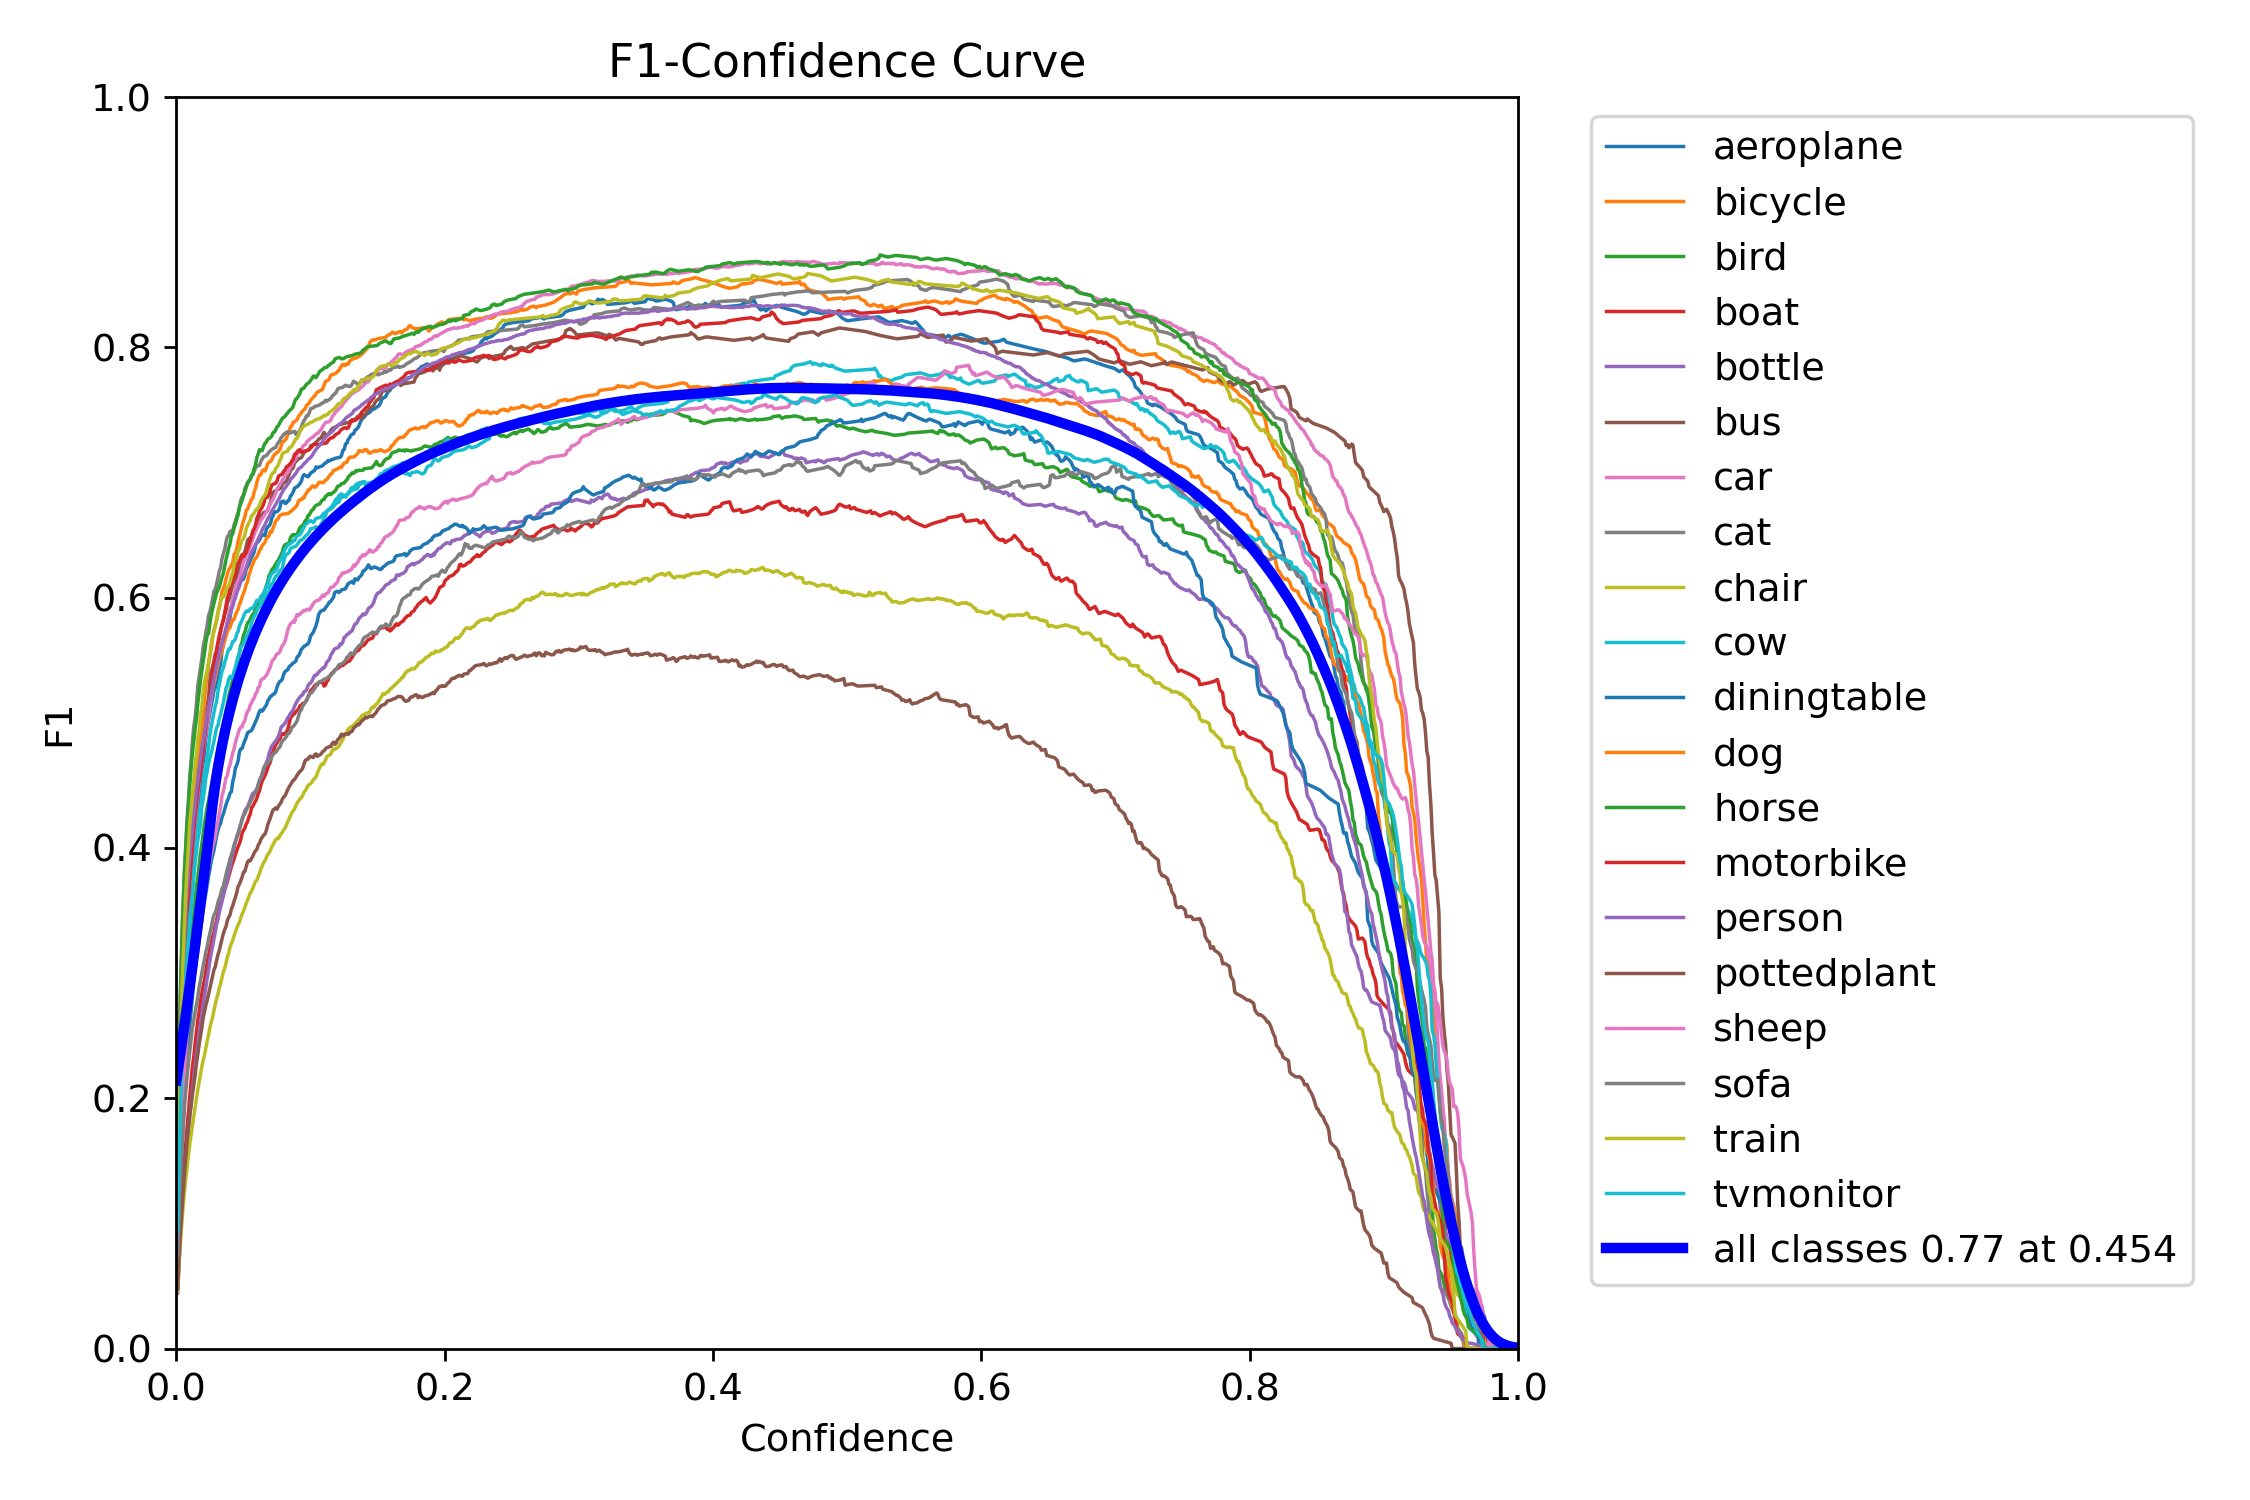 F1-Confidence Curve
1.0
0.8
0.6
0.4
0.2
0.0
F1
0.0 0.2 0.4 0.6 0.8 1.0
Confidence
aeroplane
bicycle
bird
boat
bottle
bus
car
cat
chair
cow
diningtable
dog
horse
motorbike
person
pottedplant
sheep
sofa
train
tvmonitor
all classes 0.77 at 0.454